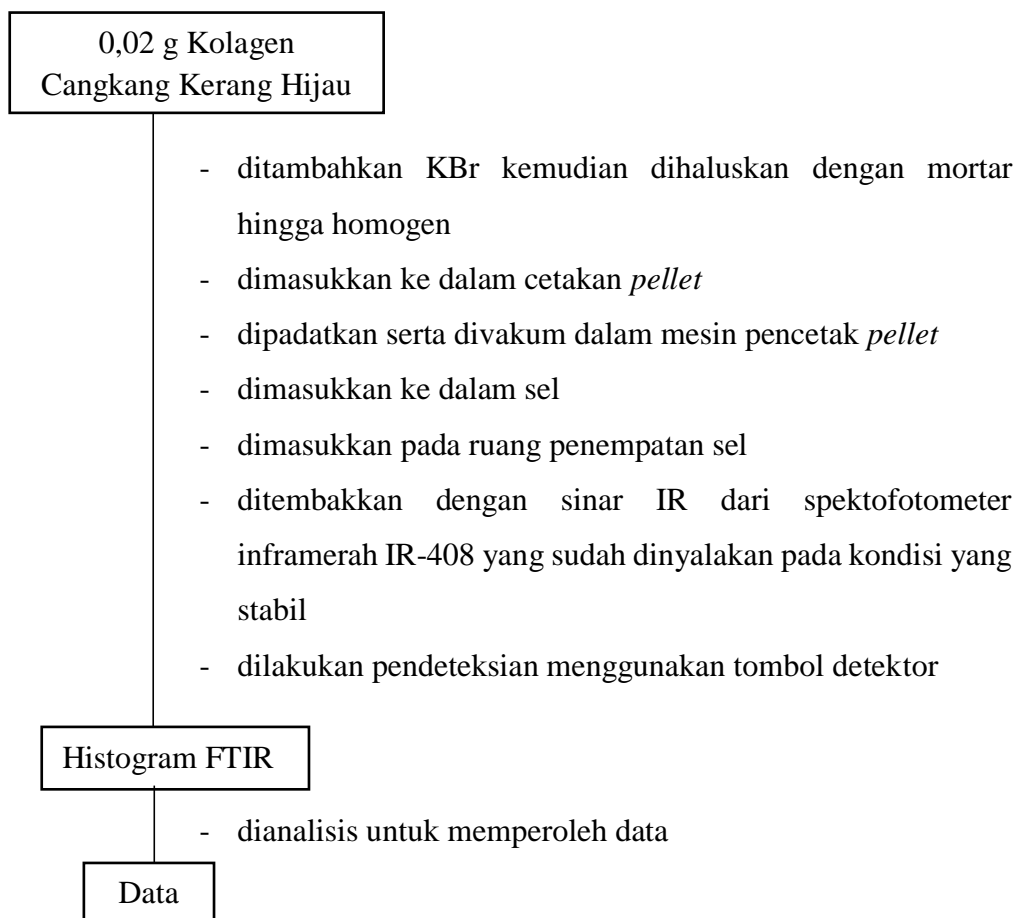 0,02 g Kolagen
Cangkang Kerang Hijau
- ditambahkan KBr kemudian dihaluskan dengan mortar
hingga homogen
- dimasukkan ke dalam cetakan pellet
- dipadatkan serta divakum dalam mesin pencetak pellet
- dimasukkan ke dalam sel
- dimasukkan pada ruang penempatan sel
- ditembakkan dengan sinar IR dari spektofotometer
inframerah IR-408 yang sudah dinyalakan pada kondisi yang
stabil
- dilakukan pendeteksian menggunakan tombol detektor
Histogram FTIR
- dianalisis untuk memperoleh data
Data